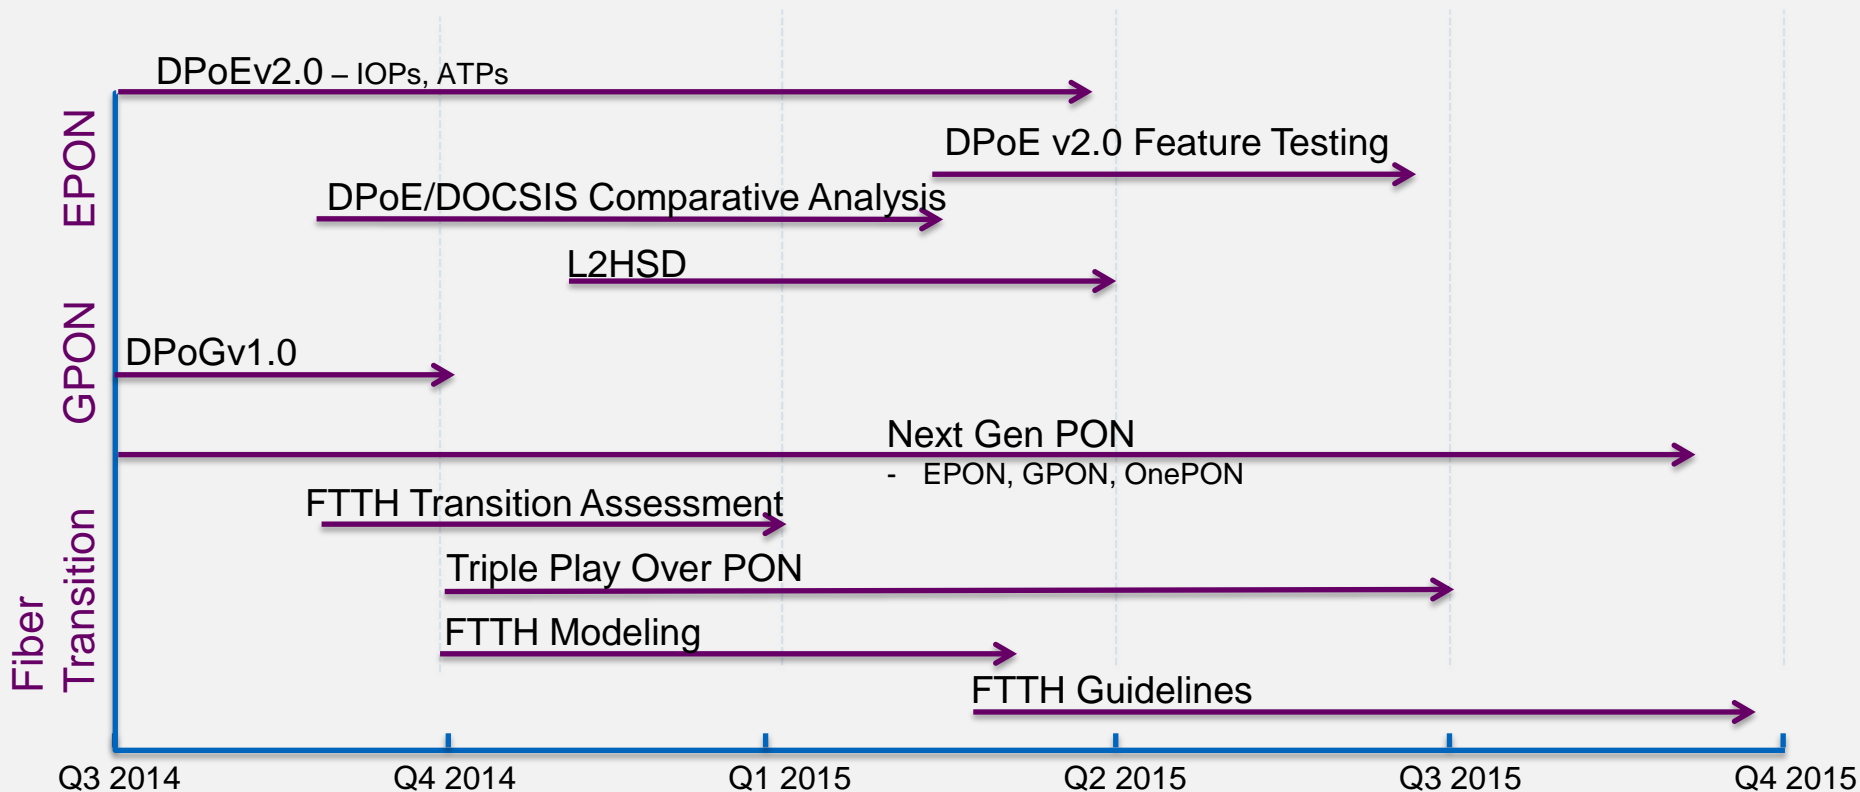 DPoEv2.0 – IOPs, ATPs
EPON
DPoE v2.0 Feature Testing
DPoE/DOCSIS Comparative Analysis
L2HSD
GPON
DPoGv1.0
Next Gen PON
- EPON, GPON, OnePON
FTTH Transition Assessment
Fiber
Transition
Triple Play Over PON
FTTH Modeling
FTTH Guidelines
Q3 2014
Q4 2014
Q1 2015
Q2 2015
Q3 2015
Q4 2015